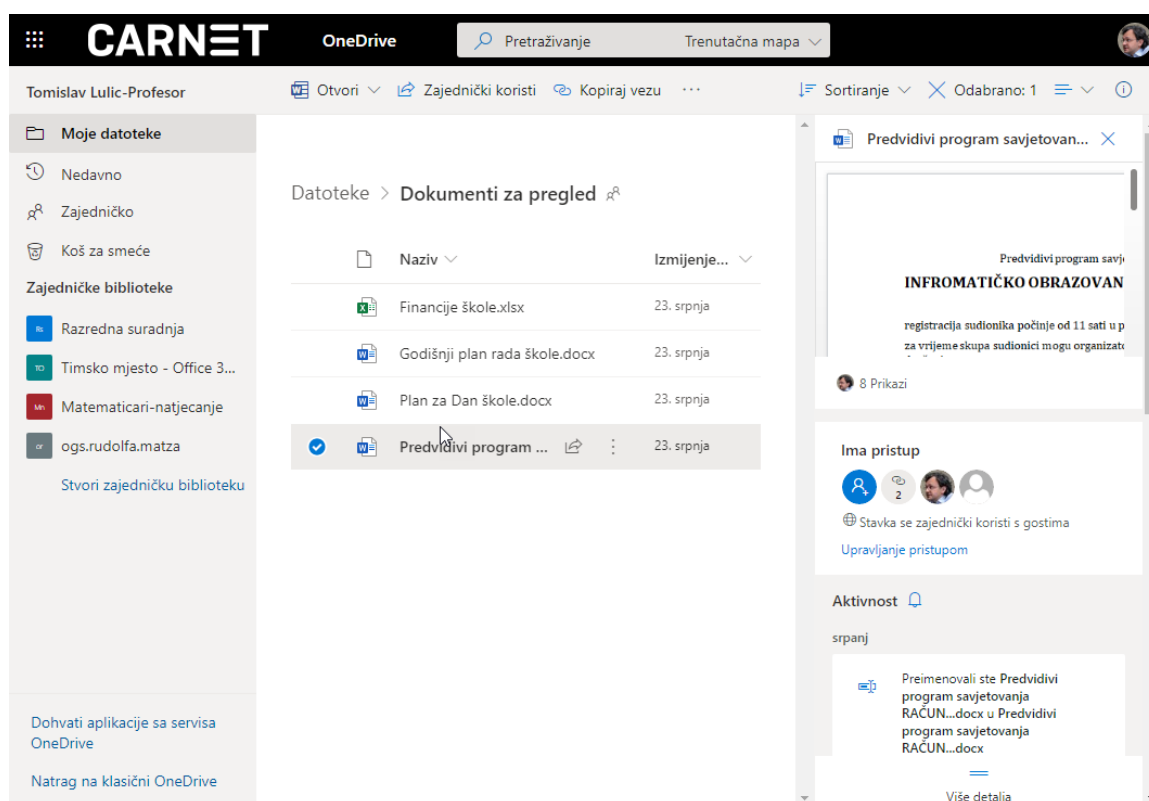 CARNET
OneDrive
Pretraživanje
Trenutačna mapa
Tomislav Lulic-Profesor
Otvori
Zajednički koristi
Kopiraj vezu
Sortiranje
Odabrano: 1
Moje datoteke
Nedavno
Zajedničko
Koš za smeće
Zajedničke biblioteke
Rs
Razredna suradnja
TO
Timsko mjesto - Office 3...
Mn
Matematicari-natjecanje
or
ogs.rudolfa.matza
Stvori zajedničku biblioteku
Dohvati aplikacije sa servisa
OneDrive
Natrag na klasični OneDrive
Datoteke > Dokumenti za pregled
Naziv
Izmijenje...
Financije škole.xlsx
23. srpnja
Godišnji plan rada škole.docx
23. srpnja
Plan za Dan škole.docx
23. srpnja
Predvidivi program ...
23. srpnja
Predvidivi program savjetovan...
Predvidivi program savj
INFROMATIČKO OBRAZOVAN
registracija sudionika počinje od 11 sati u p
za vrijeme skupa sudionici mogu organizato
8 Prikazi
Ima pristup
2
Stavka se zajednički koristi s gostima
Upravljanje pristupom
Aktivnost
srpanj
Preimenovali ste Predvidivi
program savjetovanja
RAČUN...docx u Predvidivi
program savjetovanja
RAČUN...docx
Više detalja